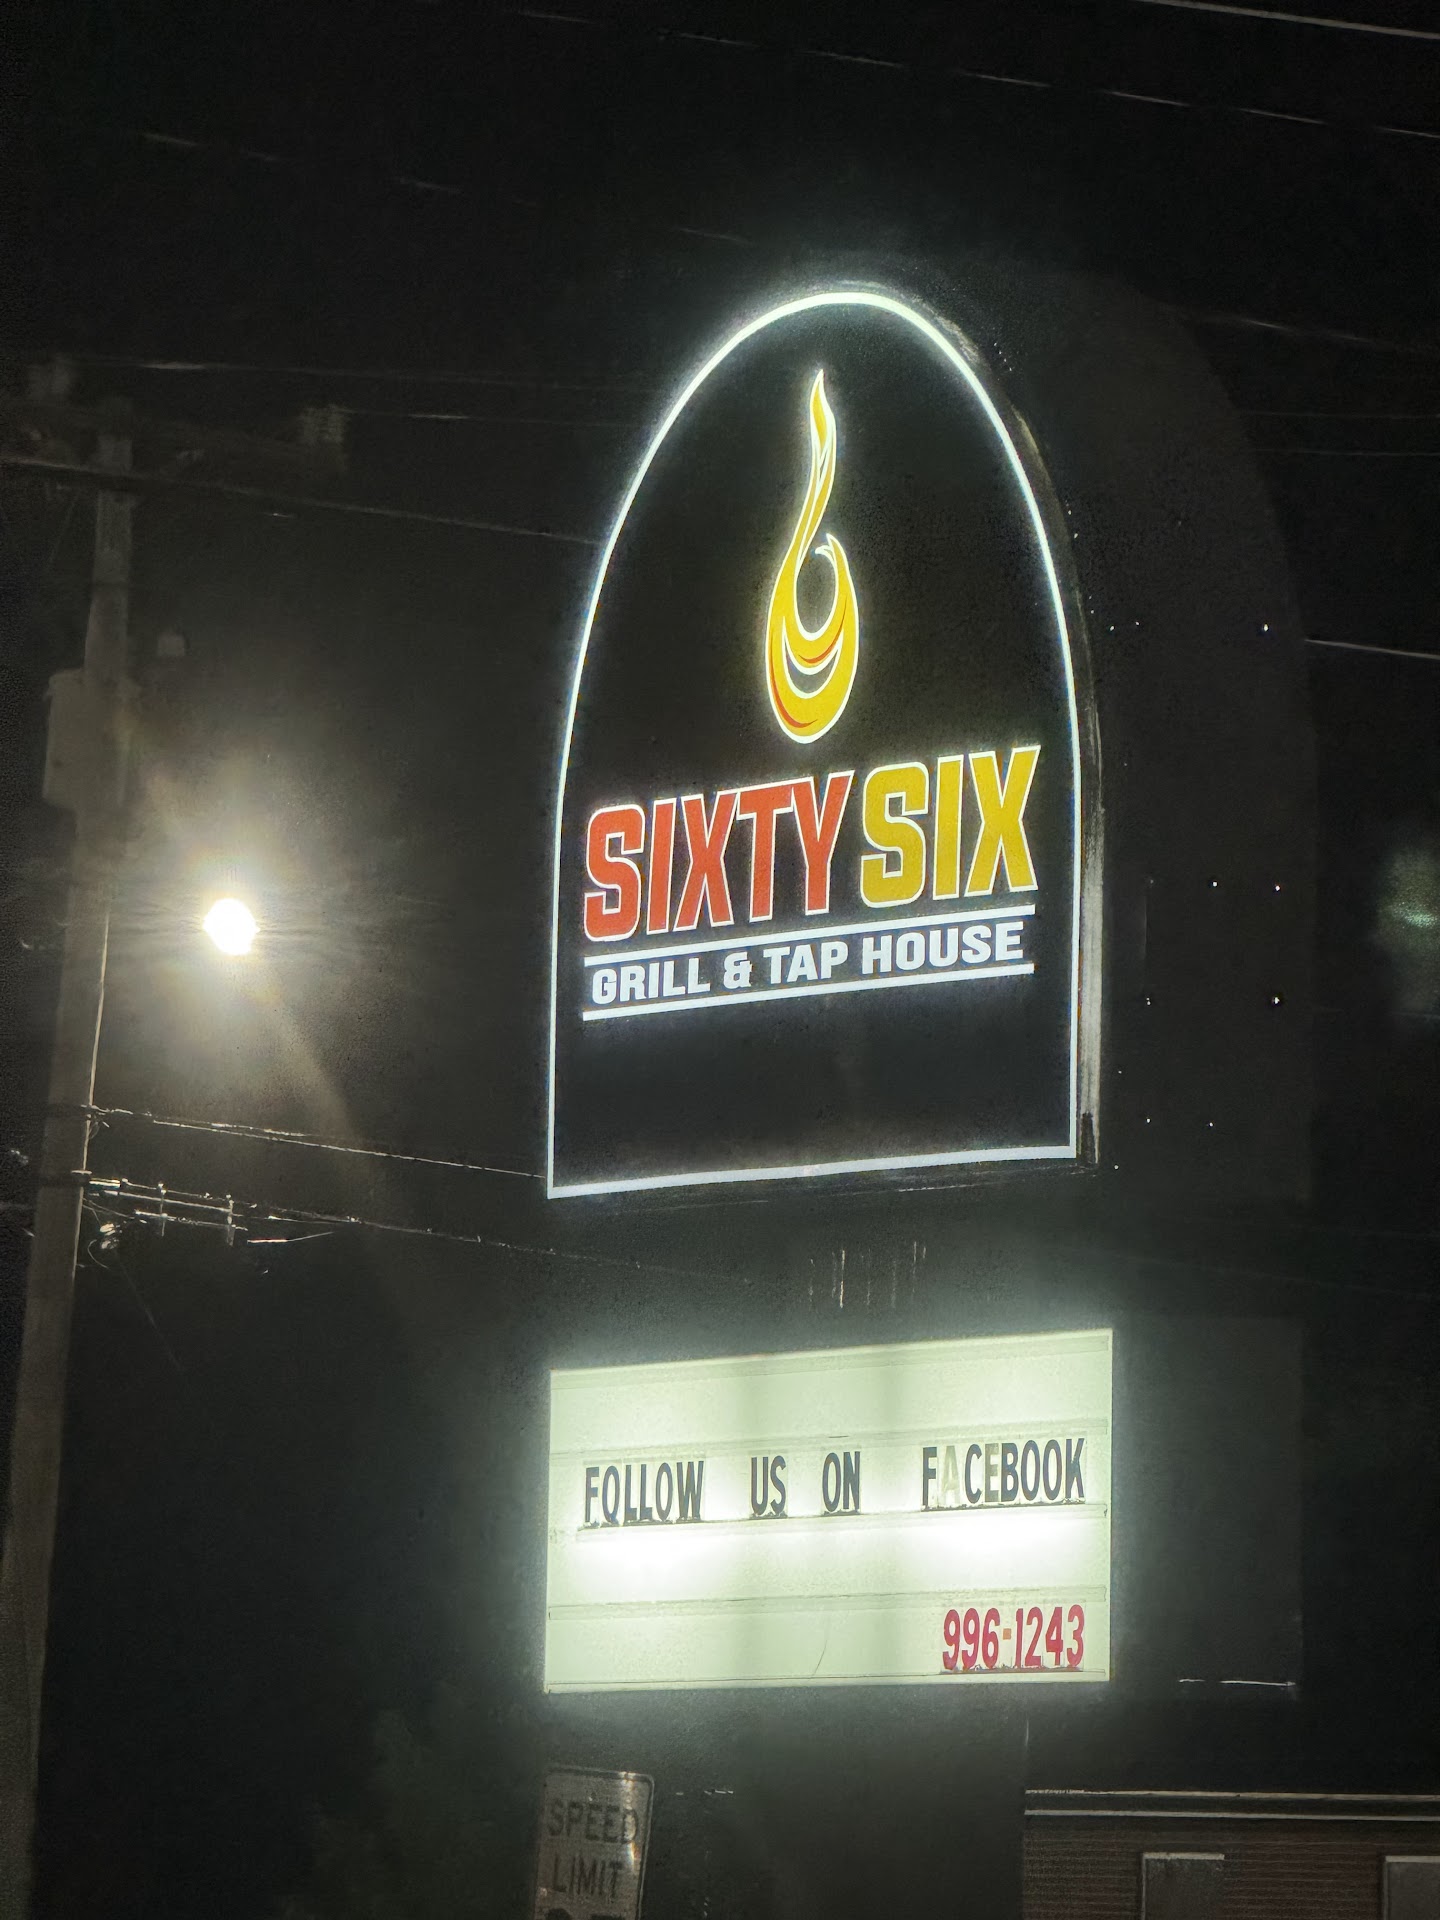 SIXTY SIX
GRILL & TAP HOUSE
FOLLOW US ON FACEBOOK
996-1243
SPEED
LIMIT